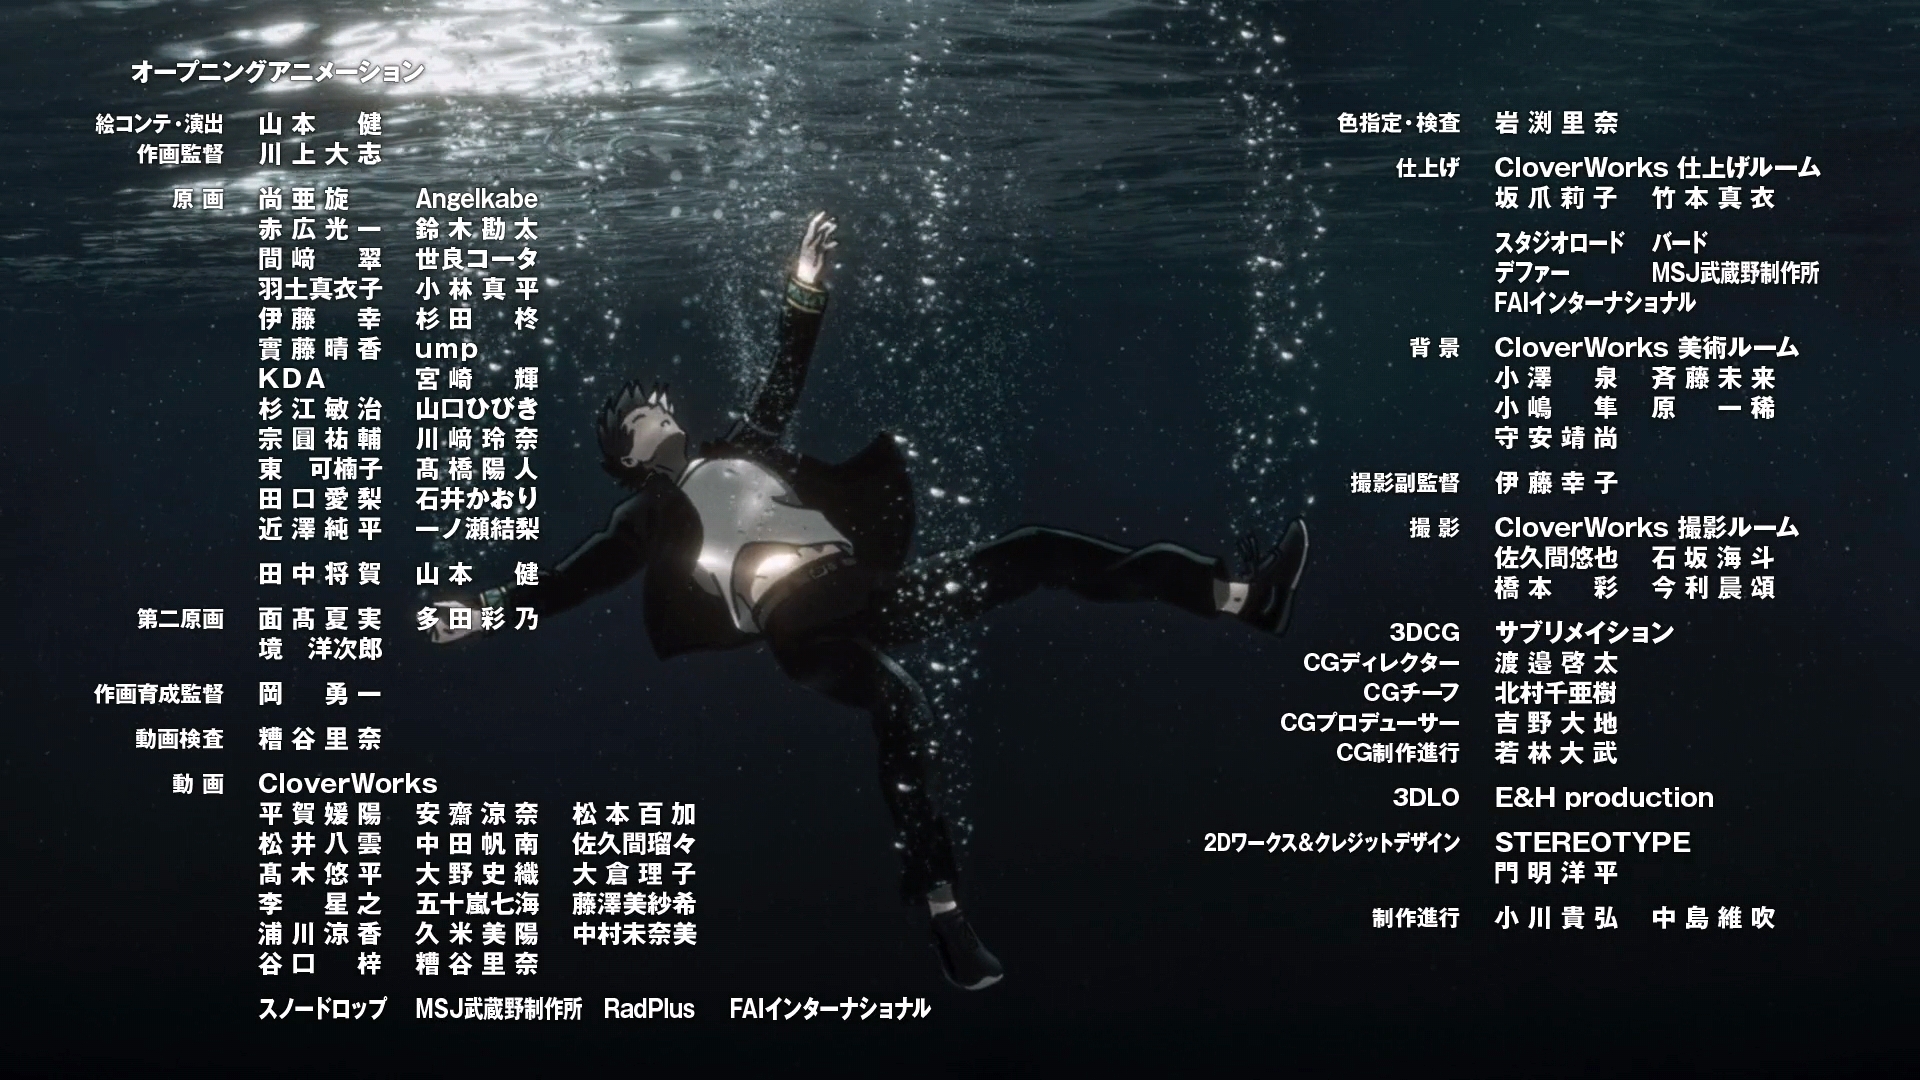 オープニングアニメーション
絵コンテ・演出 山本 健
作画監督 川上大志
原画 尚亜旋 Angelkabe
赤広光一 鈴木勘太
間﨑 翠 世良コータ
羽土真衣子 小林真平
伊藤 幸 杉田 柊
實藤晴香 ump
KDA 宮崎 輝
杉江敏治 山口ひびき
宗圓祐輔 川﨑玲奈
東 可楠子 髙橋陽人
田口愛梨 石井かおり
近澤純平 一ノ瀬結梨
田中将賀 山本 健
第二原画 面髙夏実 多田彩乃
境 洋次郎
作画育成監督 岡 勇一
動画検査 糟谷里奈
動画 CloverWorks
平賀媛陽 安齋涼奈 松本百加
松井八雲 中田帆南 佐久間瑠々
髙木悠平 大野史織 大倉理子
李 星之 五十嵐七海 藤澤美紗希
浦川涼香 久米美陽 中村未奈美
谷口 梓 糟谷里奈
スノードロップ MSJ武蔵野制作所 RadPlus FAIインターナショナル
色指定・検査 岩渕里奈
仕上げ CloverWorks 仕上げルーム
坂爪莉子 竹本真衣
スタジオロード バード
デファー MSJ武蔵野制作所
FAIインターナショナル
背景 CloverWorks 美術ルーム
小澤 泉 斉藤未来
小嶋 隼 原 一稀
守安靖尚
撮影副監督 伊藤幸子
撮影 CloverWorks 撮影ルーム
佐久間悠也 石坂海斗
橋本 彩 今利晨頌
3DCG サブリメイション
CGディレクター 渡邉啓太
CGチーフ 北村千亜樹
CGプロデューサー 吉野大地
CG制作進行 若林大武
3DLO E&H production
2Dワークス&クレジットデザイン STEREOTYPE
門明洋平
制作進行 小川貴弘 中島維吹